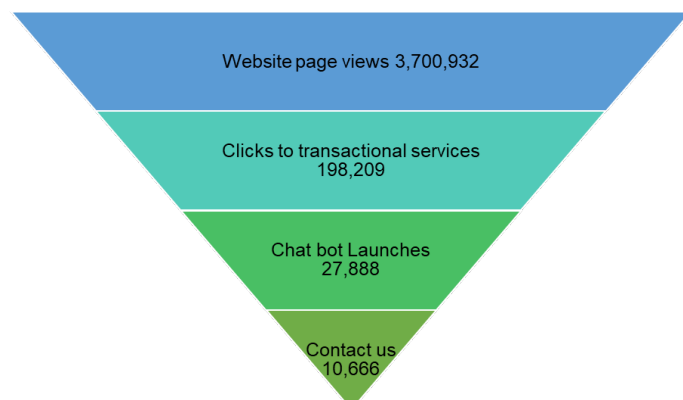 Website page views 3,700,932
Clicks to transactional services
198,209
Chat bot Launches
27,888
Contact us
10,666